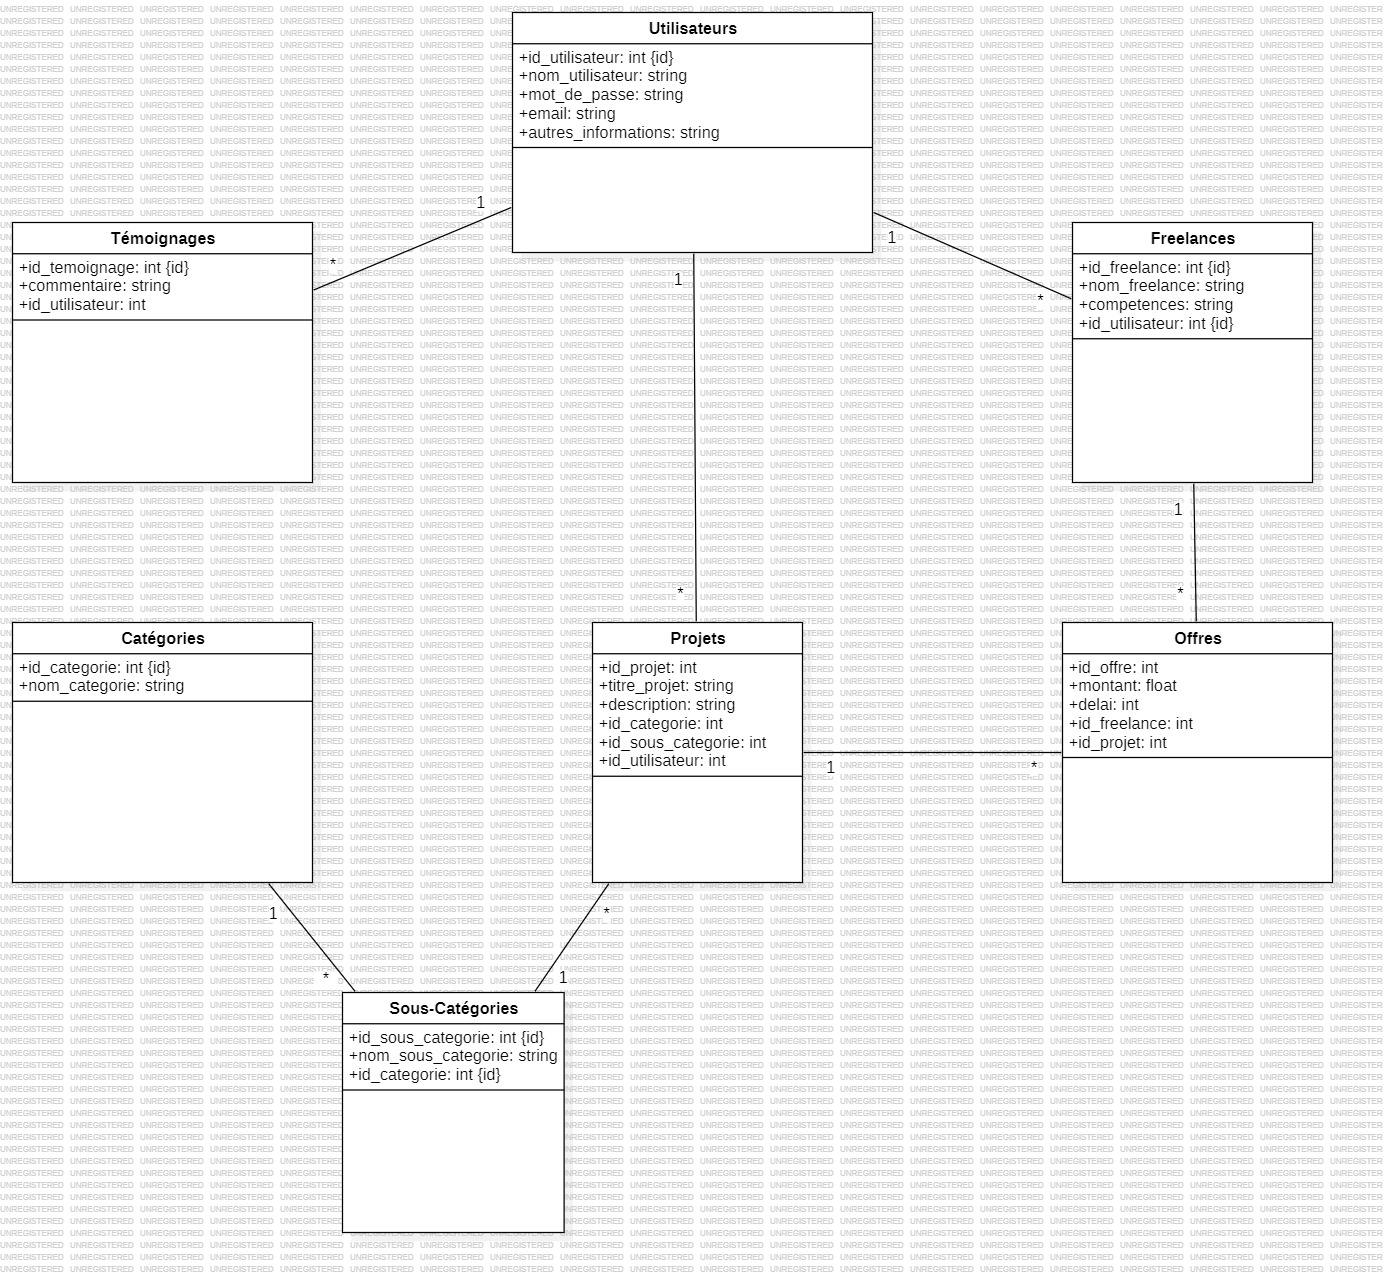 Utilisateurs
+id_utilisateur: int {id}
+nom_utilisateur: string
+mot_de_passe: string
+email: string
+autres_informations: string
1
*
1
*
1
*
Témoignages
+id_temoignage: int {id}
+commentaire: string
+id_utilisateur: int
Freelances
+id_freelance: int {id}
+nom_freelance: string
+competences: string
+id_utilisateur: int {id}
1
*
Catégories
+id_categorie: int {id}
+nom_categorie: string
Projets
+id_projet: int
+titre_projet: string
+description: string
+id_categorie: int
+id_sous_categorie: int
+id_utilisateur: int
1
*
Offres
+id_offre: int
+montant: float
+delai: int
+id_freelance: int
+id_projet: int
1
*
*
1
Sous-Catégories
+id_sous_categorie: int {id}
+nom_sous_categorie: string
+id_categorie: int {id}
UNREGISTERED